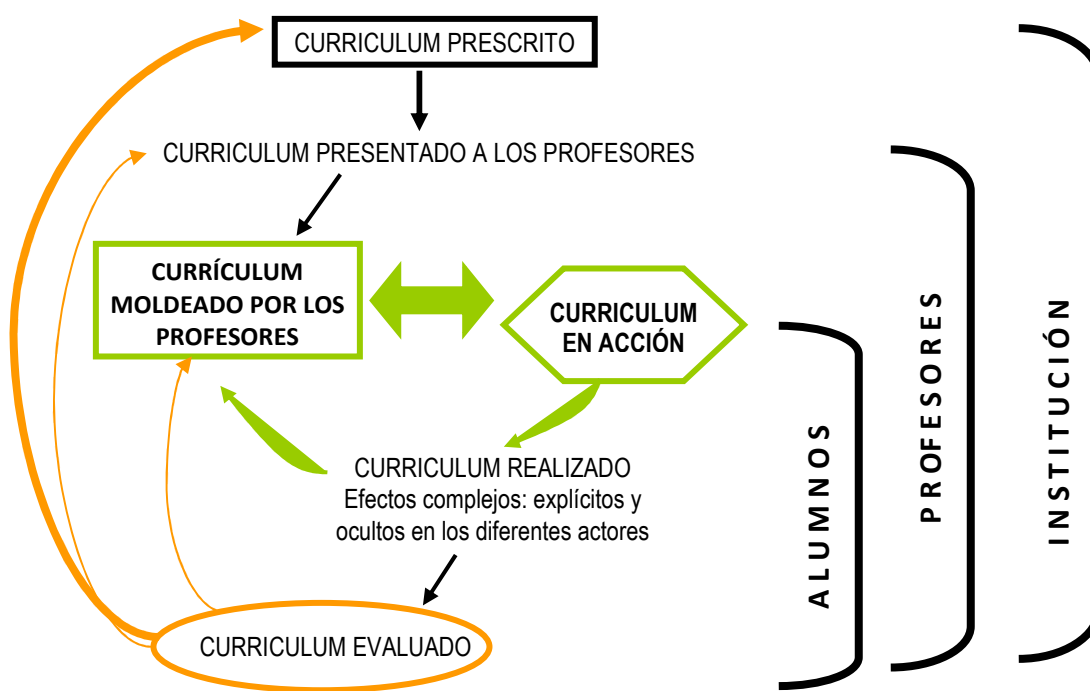 CURRICULUM PRESCRITO
CURRICULUM PRESENTADO A LOS PROFESORES
CURRÍCULUM
MOLDEADO POR LOS
PROFESORES
CURRICULUM
EN ACCIÓN
CURRICULUM REALIZADO
Efectos complejos: explícitos y
ocultos en los diferentes actores
CURRICULUM EVALUADO
ALUMNOS
PROFESORES
INSTITUCIÓN